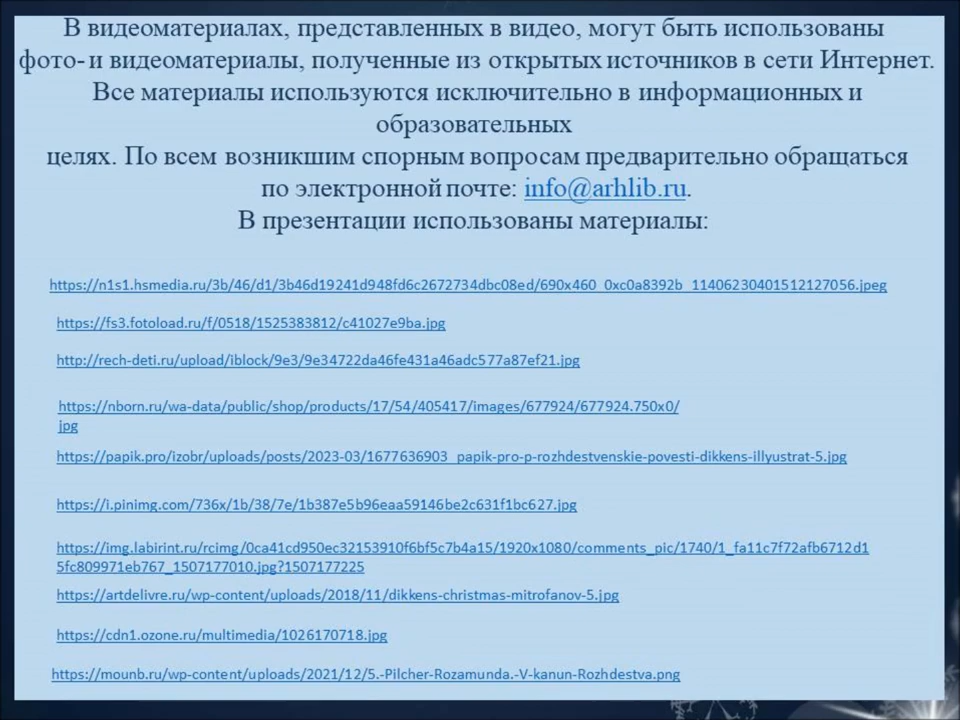 В видеоматериалах, представленных в видео, могут быть использованы
фото- и видеоматериалы, полученные из открытых источников в сети Интернет.
Все материалы используются исключительно в информационных и
образовательных
целях. По всем возникшим спорным вопросам предварительно обращаться
по электронной почте: info@arhlib.ru.
В презентации использованы материалы:
https://n1s1.hsmedia.ru/3b/46/d1/3b46d19241d948fd6c2672734dbc08ed/690x460_0xc0a8392b_11406230401512127056.jpeg
https://fs3.fotoload.ru/f/0518/1525383812/c41027e9ba.jpg
http://rech-deti.ru/upload/iblock/9e3/9e34722da46fe431a46adc577a87ef21.jpg
https://nborn.ru/wa-data/public/shop/products/17/54/405417/images/677924/677924.750x0/
jpg
https://papik.pro/izobr/uploads/posts/2023-03/1677636903_papik-pro-p-rozhdestvenskie-povesti-dikkens-illyustrat-5.jpg
https://i.pinimg.com/736x/1b/38/7e/1b387e5b96eaa59146be2c631f1bc627.jpg
https://img.labirint.ru/rcimg/0ca41cd950ec32153910f6bf5c7b4a15/1920x1080/comments_pic/1740/1_fa11c7f72afb6712d1
5fc809971eb767_1507177010.jpg?1507177225
https://artdelivre.ru/wp-content/uploads/2018/11/dikkens-christmas-mitrofanov-5.jpg
https://cdn1.ozone.ru/multimedia/1026170718.jpg
https://mounb.ru/wp-content/uploads/2021/12/5.-Pilcher-Rozamunda.-V-kanun-Rozhdestva.png